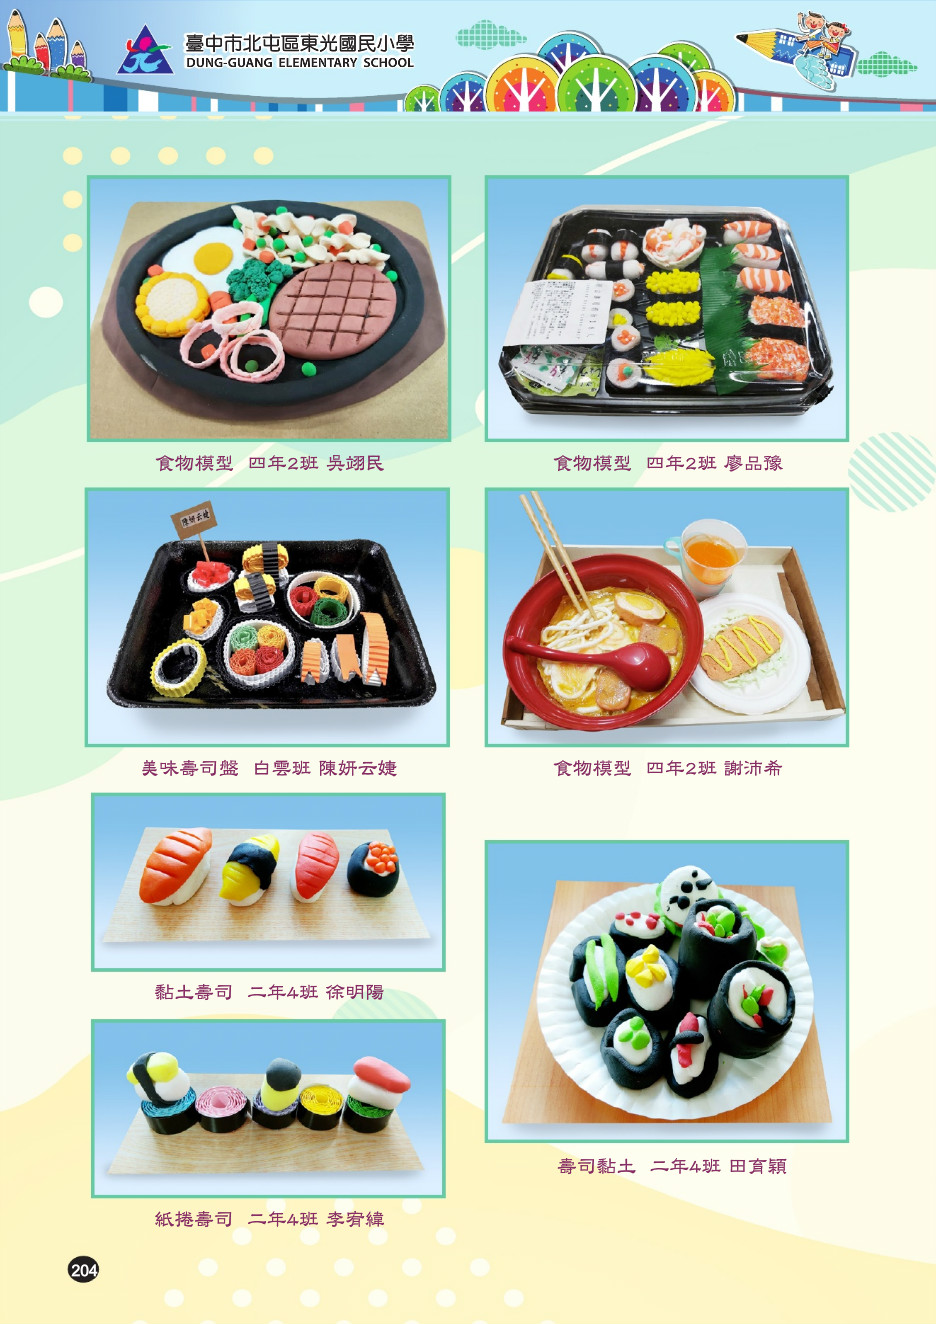 臺中市北屯區東光國民小學
DUNG-GUANG ELEMENTARY SCHOOL
食物模型 四年2班 吳翊民
食物模型 四年2班 廖品豫
陳妍云婕
美味壽司盤 白雲班 陳妍云婕
食物模型 四年2班 謝沛希
黏土壽司 二年4班 徐明陽
壽司黏土 二年4班 田育穎
紙捲壽司 二年4班 李宥緯
204